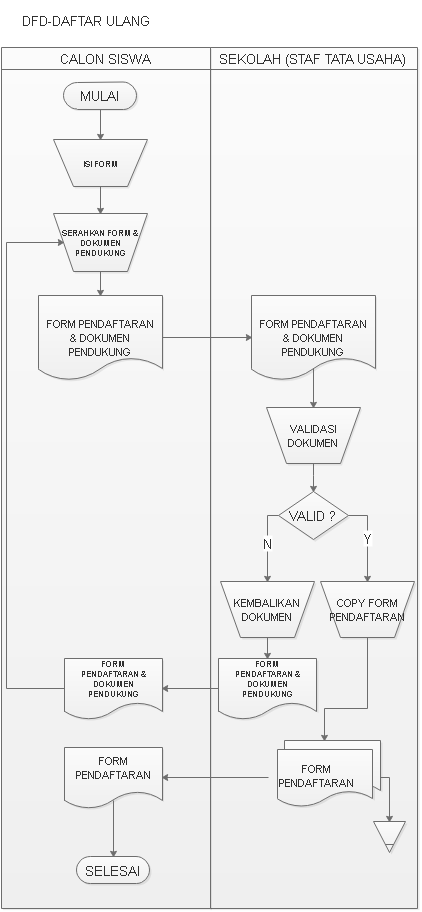 DFD-DAFTAR ULANG
CALON SISWA
SEKOLAH (STAF TATA USAHA)
MULAI
ISI FORM
SERAHKAN FORM &
DOKUMEN
PENDUKUNG
FORM PENDAFTARAN
& DOKUMEN
PENDUKUNG
FORM PENDAFTARAN
& DOKUMEN
PENDUKUNG
VALIDASI
DOKUMEN
VALID ?
N
Y
KEMBALIKAN
DOKUMEN
COPY FORM
PENDAFTARAN
FORM
PENDAFTARAN &
DOKUMEN
PENDUKUNG
FORM
PENDAFTARAN &
DOKUMEN
PENDUKUNG
FORM
PENDAFTARAN
FORM
PENDAFTARAN
SELESAI